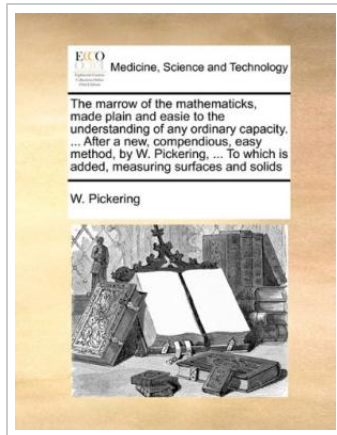 ECCO
Medicine, Science and Technology
The marrow of the mathematicks,
made plain and easie to the
understanding of any ordinary capacity.
... After a new, compendious, easy
method, by W. Pickering, ... To which is
added, measuring surfaces and solids
W. Pickering